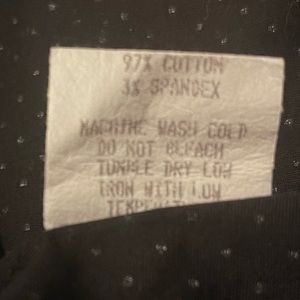 97% COTTON
3% SPANDEX
MACHINE WASH COLD
DO NOT BLEACH
TUMBLE DRY LOW
IRON WITH LOW